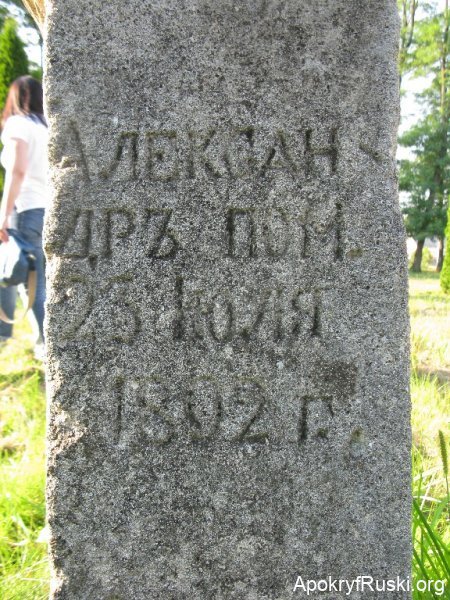 АЛЕКСАН
ДРЪ ПОМ.
25 Іюля
1892 г.
ApokryfRuski.org